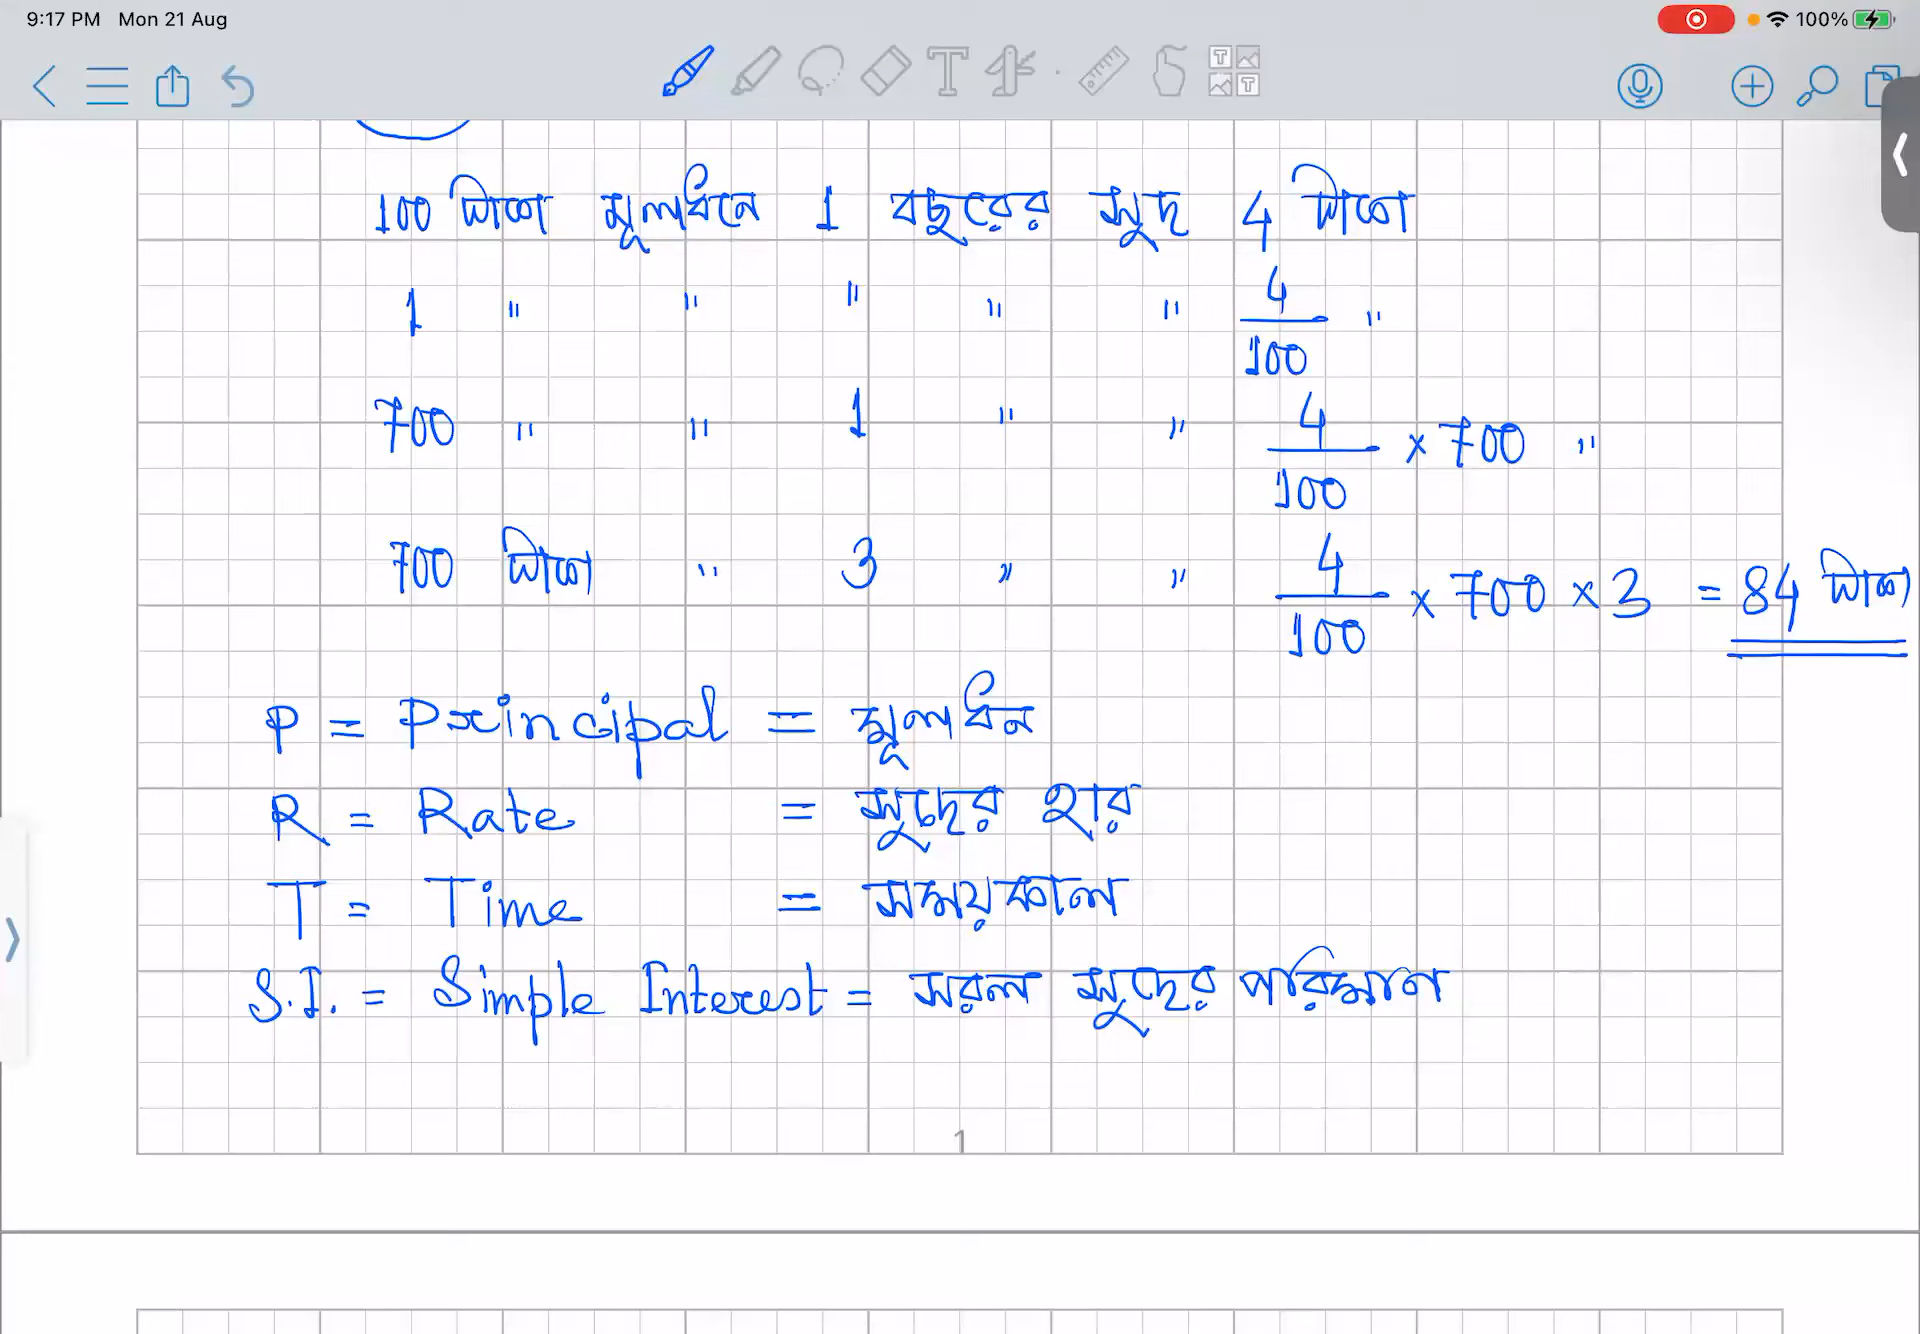 9:17 PM Mon 21 Aug 100%
100 টাকা মূলধনে 1 বছরের সুদ 4 টাকা
1 " " " " " 4/100 "
700 " " 1 " " 4/100 × 700 "
700 টাকা " 3 " " 4/100 × 700 × 3 = 84 টাকা
P = Principal = মূলধন
R = Rate = সুদের হার
T = Time = সময়কাল
S.I. = Simple Interest = সরল সুদের পরিমাণ
1